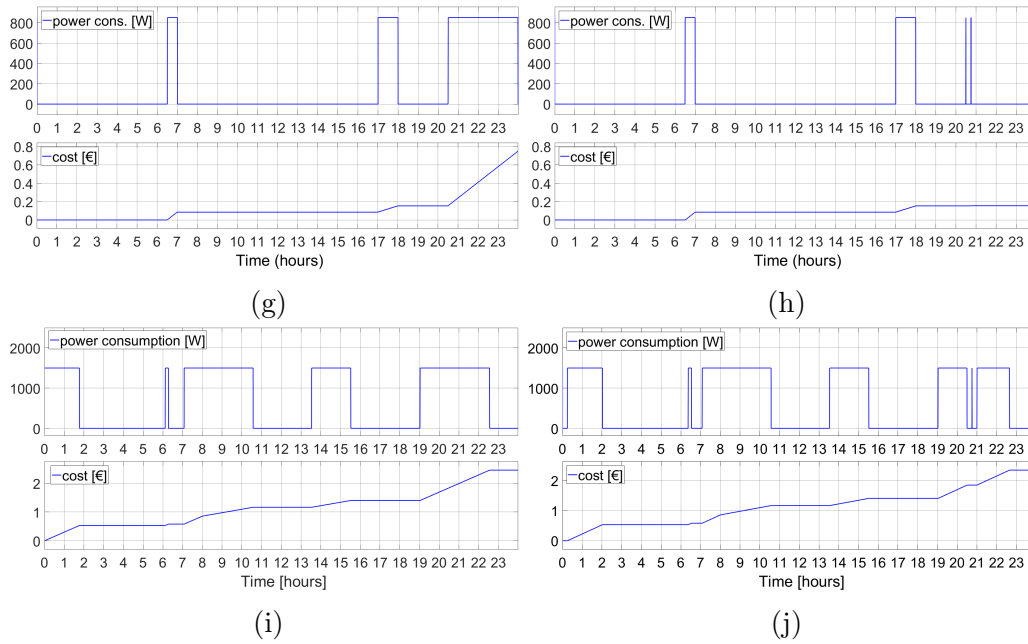 power cons. [W]
800
600
400
200
0
0 1 2 3 4 5 6 7 8 9 10 11 12 13 14 15 16 17 18 19 20 21 22 23
cost [€]
0.8
0.6
0.4
0.2
0
0 1 2 3 4 5 6 7 8 9 10 11 12 13 14 15 16 17 18 19 20 21 22 23
Time (hours)
(g)
power cons. [W]
800
600
400
200
0
0 1 2 3 4 5 6 7 8 9 10 11 12 13 14 15 16 17 18 19 20 21 22 23
cost [€]
0.8
0.6
0.4
0.2
0
0 1 2 3 4 5 6 7 8 9 10 11 12 13 14 15 16 17 18 19 20 21 22 23
Time (hours)
(h)
power consumption [W]
2000
1000
0
0 1 2 3 4 5 6 7 8 9 10 11 12 13 14 15 16 17 18 19 20 21 22 23
cost [€]
2
1
0
0 1 2 3 4 5 6 7 8 9 10 11 12 13 14 15 16 17 18 19 20 21 22 23
Time [hours]
(i)
power consumption [W]
2000
1000
0
0 1 2 3 4 5 6 7 8 9 10 11 12 13 14 15 16 17 18 19 20 21 22 23
cost [€]
2
1
0
0 1 2 3 4 5 6 7 8 9 10 11 12 13 14 15 16 17 18 19 20 21 22 23
Time [hours]
(j)